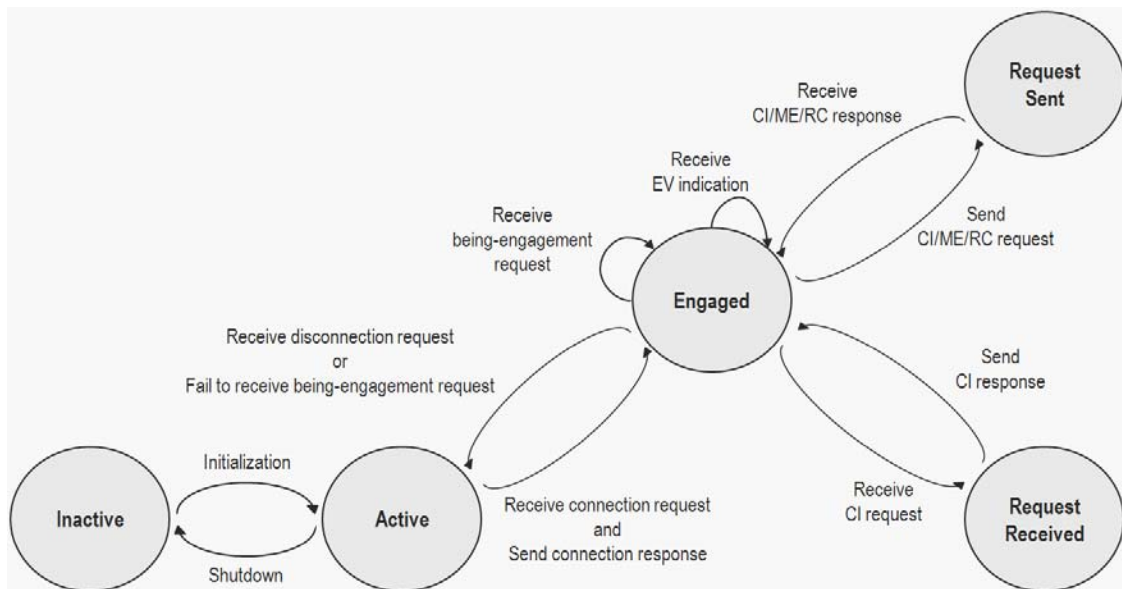 Request
Sent
Receive
CI/ME/RC response
Receive
EV indication
Send
CI/ME/RC request
Receive
being-engagement
request
Engaged
Receive disconnection request
or
Fail to receive being-engagement request
Send
CI response
Initialization
Inactive
Active
Receive connection request
and
Send connection response
Receive
CI request
Request
Received
Shutdown